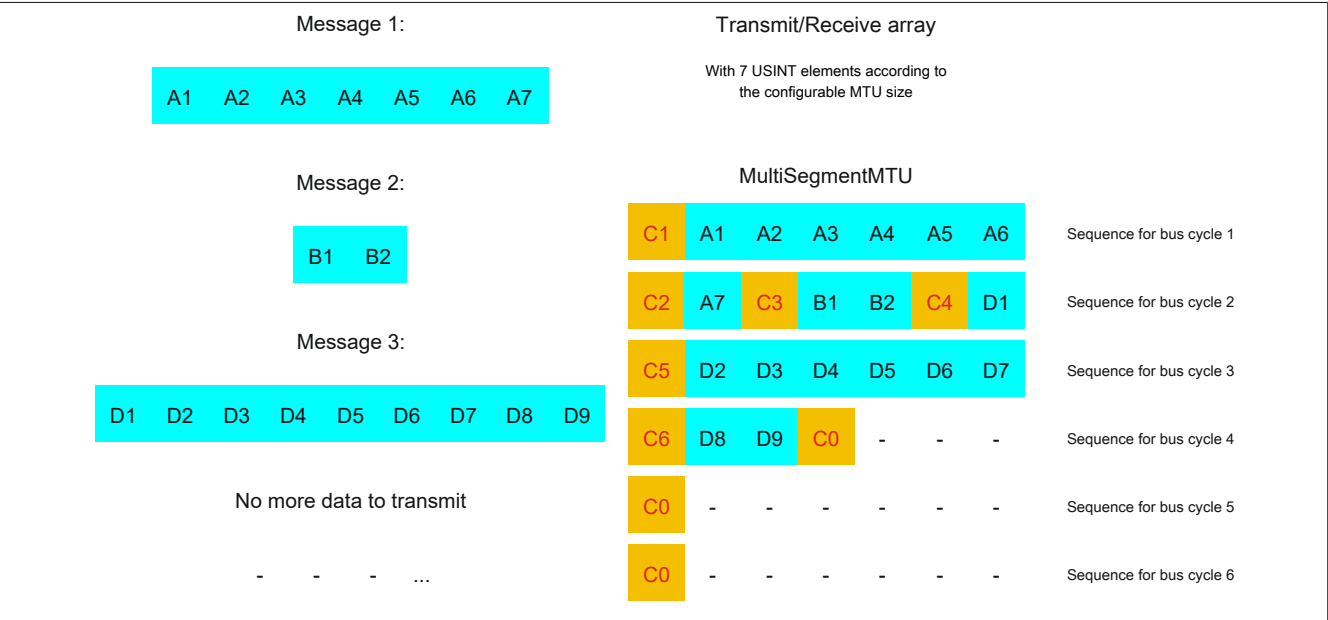 Message 1:
A1 A2 A3 A4 A5 A6 A7
Message 2:
B1 B2
Message 3:
D1 D2 D3 D4 D5 D6 D7 D8 D9
No more data to transmit
- - - ...
Transmit/Receive array
With 7 USINT elements according to
the configurable MTU size
MultiSegmentMTU
C1 A1 A2 A3 A4 A5 A6 Sequence for bus cycle 1
C2 A7 C3 B1 B2 C4 D1 Sequence for bus cycle 2
C5 D2 D3 D4 D5 D6 D7 Sequence for bus cycle 3
C6 D8 D9 C0 - - - Sequence for bus cycle 4
C0 - - - - - - Sequence for bus cycle 5
C0 - - - - - - Sequence for bus cycle 6